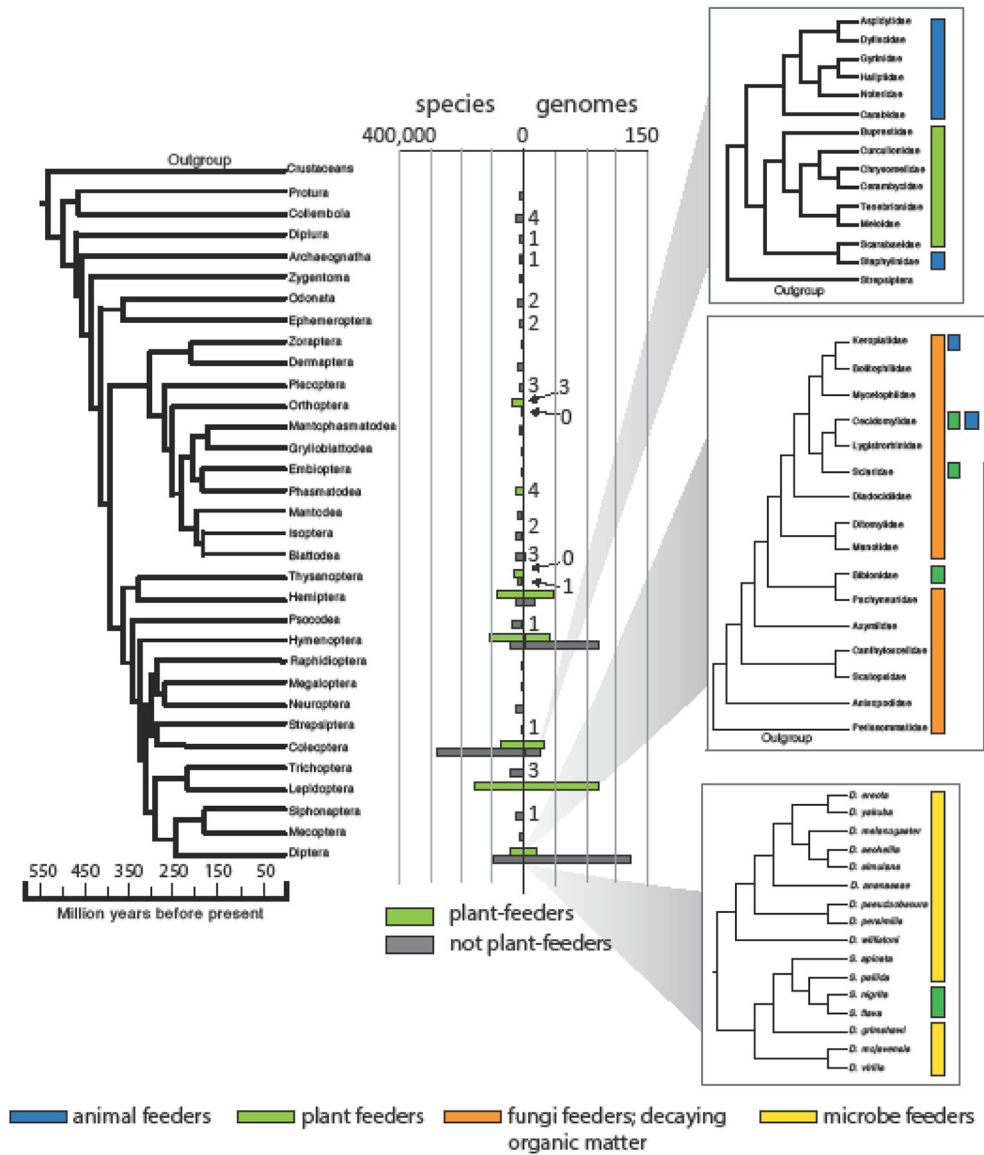 species genomes
400,000 0 150
Outgroup
Crustaceans
Protura
Collembola
4
Diplura
1
Archaeognatha
1
Zygentoma
Odonata
2
Ephemeroptera
2
Zoraptera
Dermaptera
Plecoptera
3
3
Orthoptera
0
Mantophasmatodea
Grylloblattodea
Embioptera
Phasmatodea
4
Mantodea
Isoptera
2
Blattodea
3
0
Thysanoptera
1
Hemiptera
Psocodea
1
Hymenoptera
Raphidioptera
Megaloptera
Neuroptera
Strepsiptera
1
Coleoptera
Trichoptera
3
Lepidoptera
Siphonaptera
1
Mecoptera
Diptera
550 450 350 250 150 50
Million years before present
plant-feeders
not plant-feeders
Aspidytidae
Dytiscidae
Gyrinidae
Haliplidae
Noteridae
Carabidae
Buprestidae
Curculionidae
Chrysomelidae
Cerambycidae
Tenebrionidae
Meloidae
Scarabaeidae
Staphylinidae
Strepsiptera
Outgroup
Keroplatidae
Bolitophilidae
Mycetophilidae
Cecidomyiidae
Lygistorrhinidae
Sciaridae
Diadocidiidae
Ditomyiidae
Manotidae
Bibionidae
Pachyneuridae
Axymiidae
Canthyloscelidae
Scatopsidae
Anisopodidae
Perissommatidae
Outgroup
D. erecta
D. yakuba
D. melanogaster
D. sechellia
D. simulans
D. ananassae
D. pseudoobscura
D. persimilis
D. willistoni
S. apicata
S. pallida
S. nigrita
S. flava
D. grimshawi
D. mojavensis
D. virilis
animal feeders
plant feeders
fungi feeders; decaying
organic matter
microbe feeders